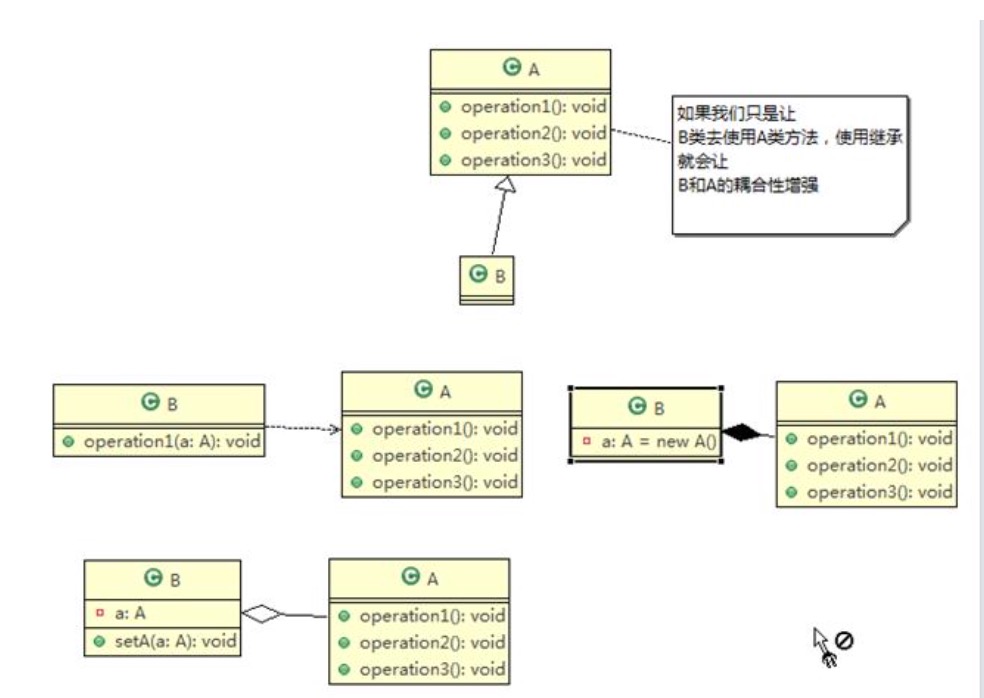 C A
operation1(): void
operation2(): void
operation3(): void
如果我们只是让
B类去使用A类方法，使用继承
就会让
B和A的耦合性增强
C B
C B
operation1(a: A): void
C A
operation1(): void
operation2(): void
operation3(): void
C B
a: A = new A()
C A
operation1(): void
operation2(): void
operation3(): void
C B
a: A
setA(a: A): void
C A
operation1(): void
operation2(): void
operation3(): void